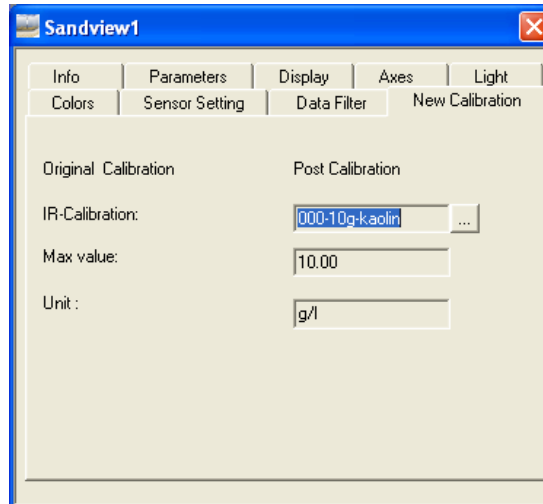 Sandview1
Info Parameters Display Axes Light
Colors Sensor Setting Data Filter New Calibration
Original Calibration Post Calibration
IR-Calibration: 000-10g-kaolin ...
Max value: 10.00
Unit : g/l